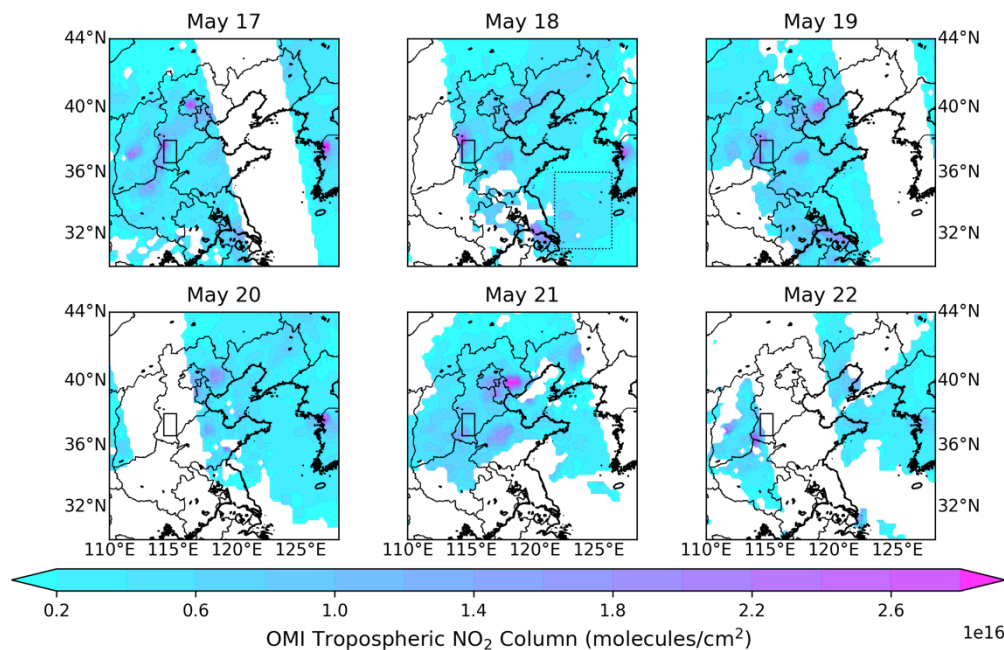 May 17 May 18 May 19
44°N 44°N
40°N 40°N
36°N 36°N
32°N 32°N
May 20 May 21 May 22
44°N 44°N
40°N 40°N
36°N 36°N
32°N 32°N
110°E 115°E 120°E 125°E 110°E 115°E 120°E 125°E 110°E 115°E 120°E 125°E
0.2 0.6 1.0 1.4 1.8 2.2 2.6
1e16
OMI Tropospheric NO₂ Column (molecules/cm²)